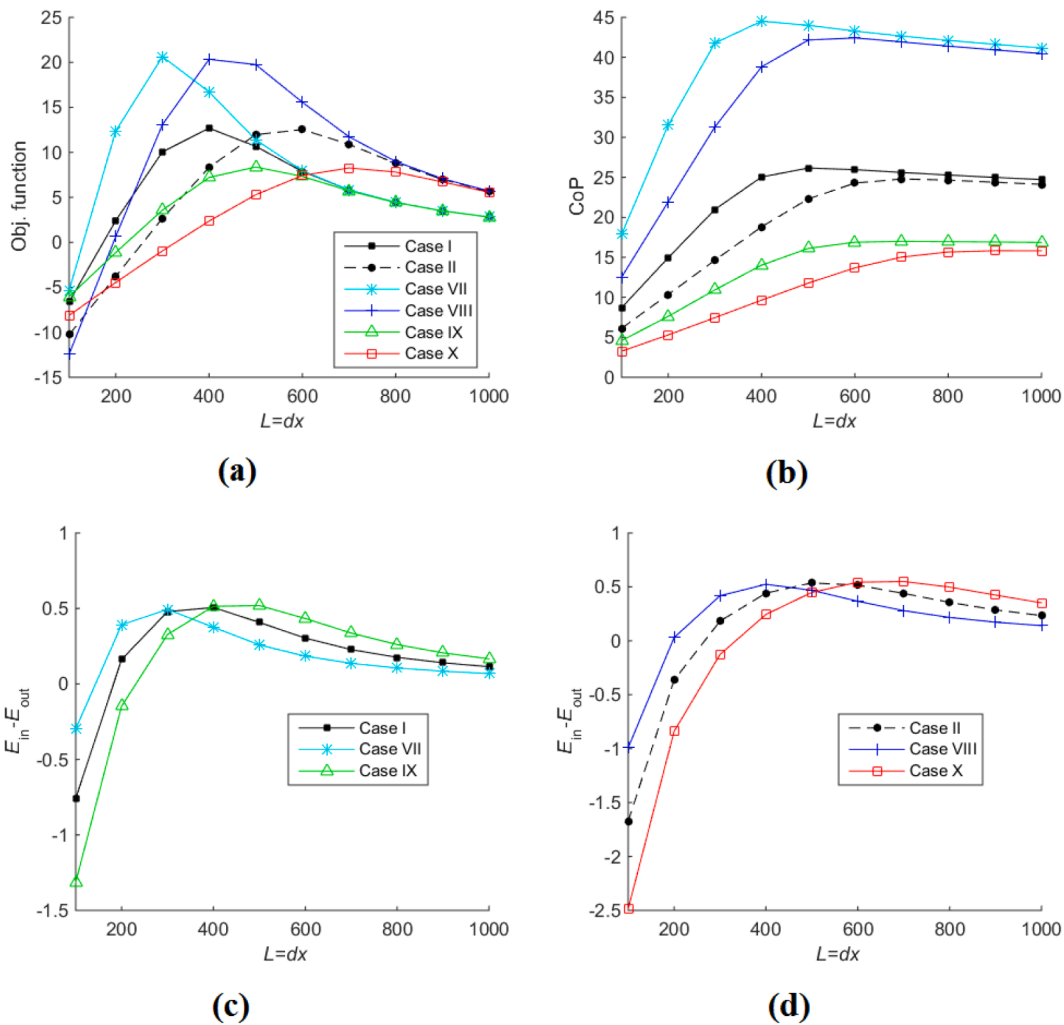 25
20
15
10
5
0
-5
-10
-15
Obj. function
Case I
Case II
Case VII
Case VIII
Case IX
Case X
200 400 600 800 1000
L=dx
(a)
45
40
35
30
25
20
15
10
5
0
CoP
200 400 600 800 1000
L=dx
(b)
1
0.5
0
-0.5
-1
-1.5
Ein-Eout
Case I
Case VII
Case IX
200 400 600 800 1000
L=dx
(c)
1
0.5
0
-0.5
-1
-1.5
-2
-2.5
Ein-Eout
Case II
Case VIII
Case X
200 400 600 800 1000
L=dx
(d)